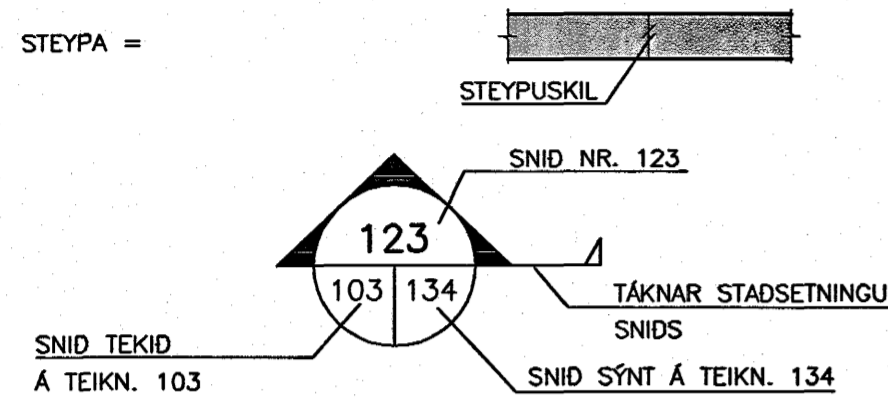 STEYPA =
STEYPUSKIL
SNIÐ NR. 123
123
103 134
TÁKNAR STAÐSETNINGU
SNIÐS
SNIÐ TEKIÐ
Á TEIKN. 103
SNIÐ SÝNT Á TEIKN. 134